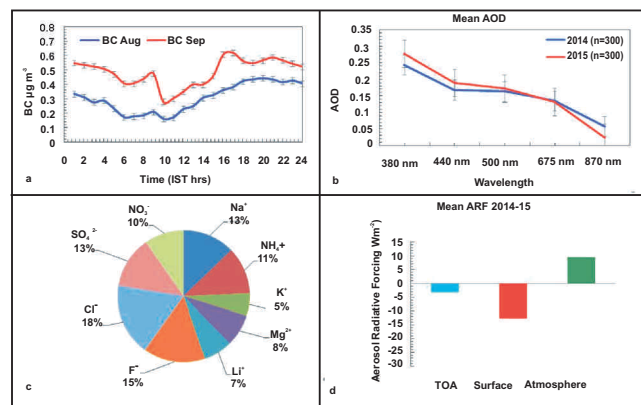 BC Aug
BC Sep
BC µg m⁻³
0.8
0.7
0.6
0.5
0.4
0.3
0.2
0.1
0
0 2 4 6 8 10 12 14 16 18 20 22 24
a
Time (IST hrs)
Mean AOD
2014 (n=300)
2015 (n=300)
AOD
0.35
0.3
0.25
0.2
0.15
0.1
0.05
0.05
380 nm 440 nm 500 nm 675 nm 870 nm
b
Wavelength
NO₃⁻
10%
Na⁺
13%
SO₄ ²⁻
13%
NH₄+
11%
K⁺
5%
Cl⁻
18%
Mg²⁺
8%
F⁻
15%
Li⁺
7%
c
Mean ARF 2014-15
Aerosol Radiative Forcing Wm⁻²
15
10
5
0
-5
-10
-15
-20
-25
-30
d
TOA Surface Atmosphere